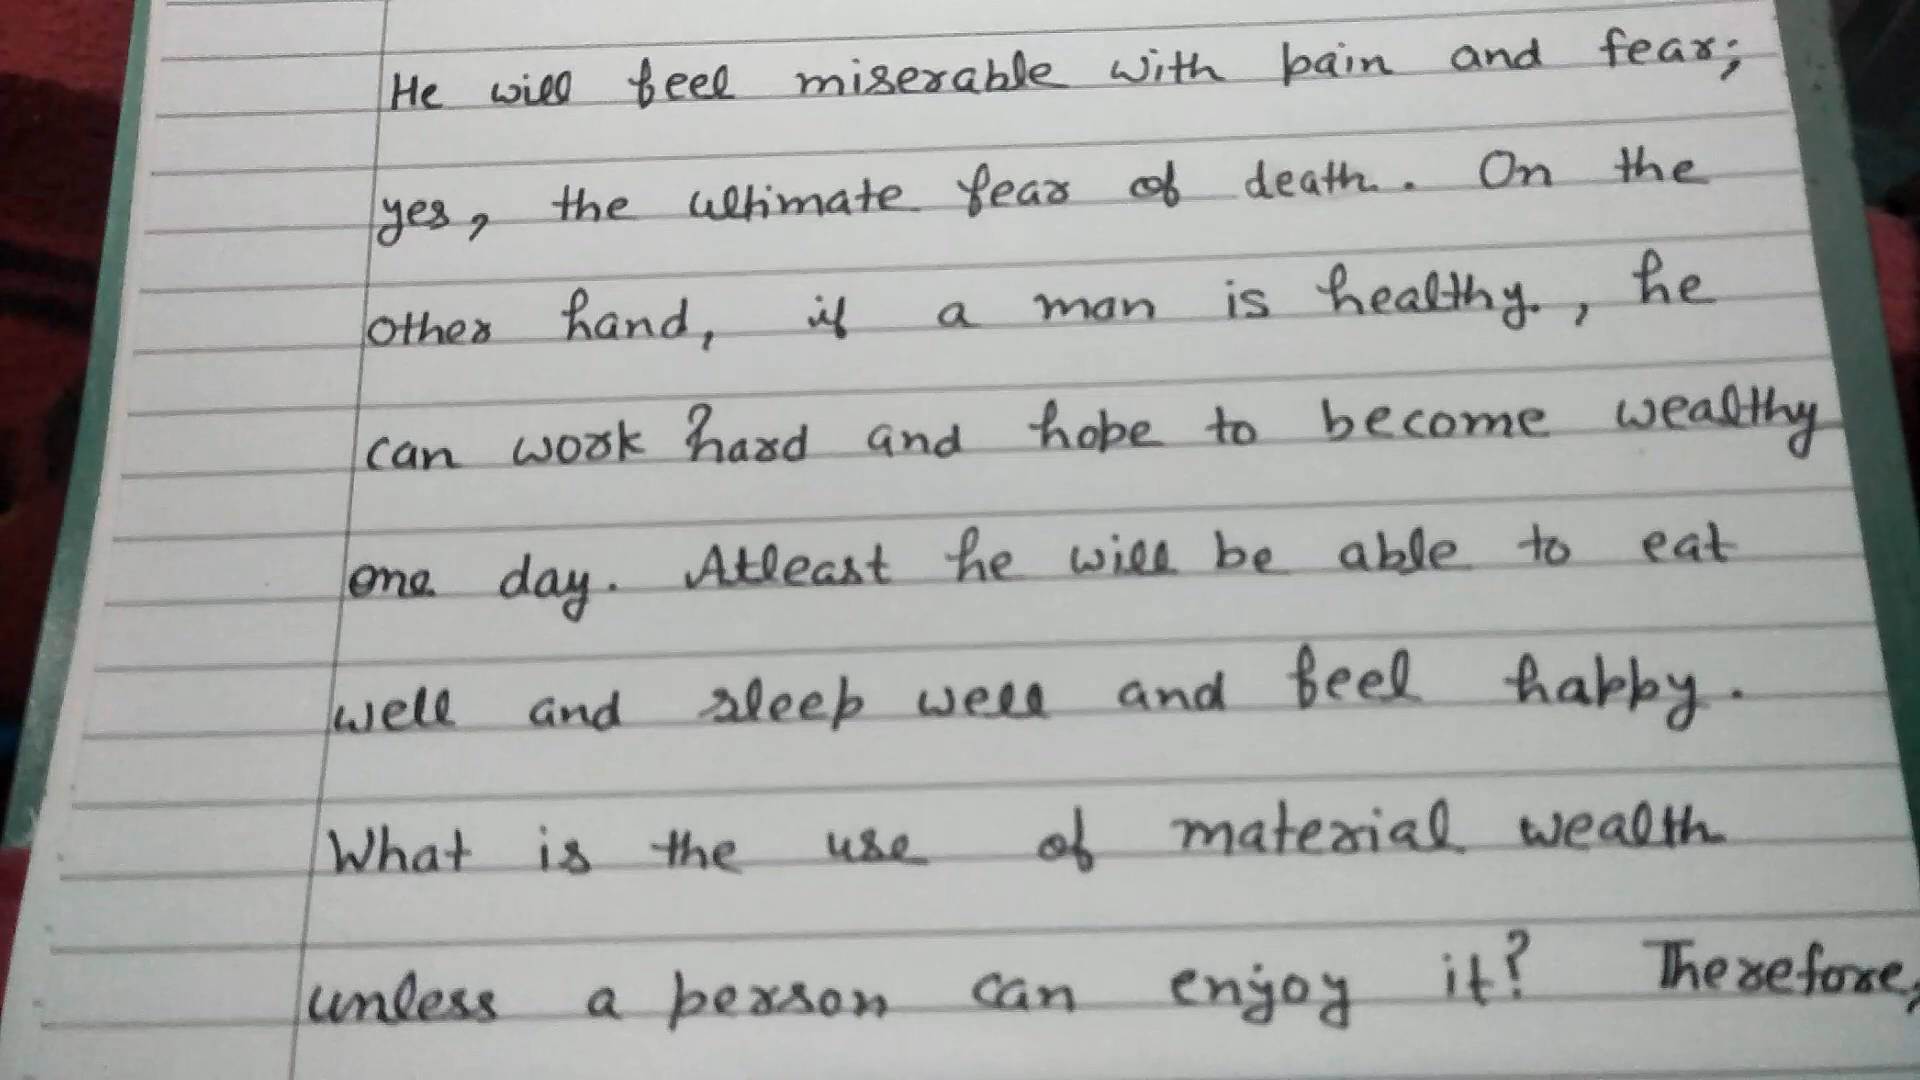 He will feel miserable with pain and fear;
yes, the ultimate fear of death. On the
other hand, if a man is healthy, he
can work hard and hope to become wealthy
one day. Atleast he will be able to eat
well and sleep well and feel happy.
What is the use of material wealth
unless a person can enjoy it? Therefore,